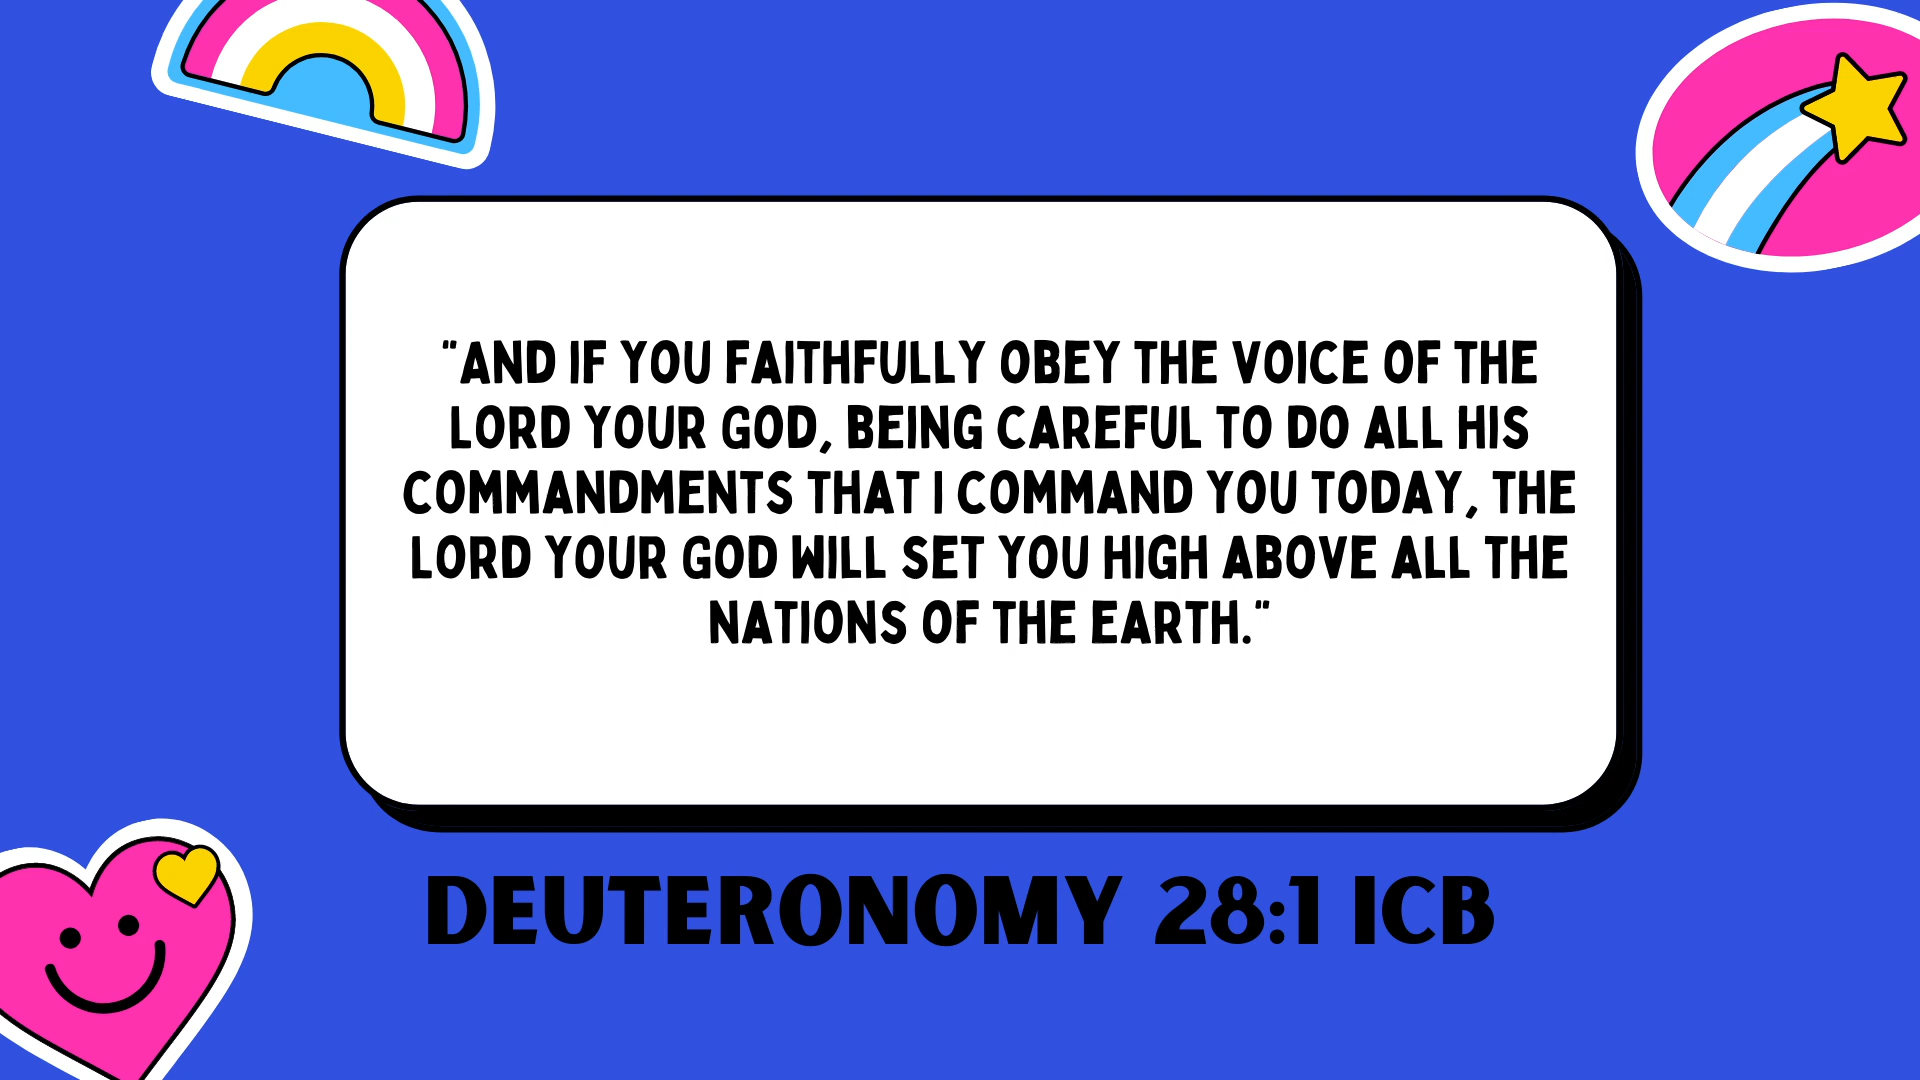 "AND IF YOU FAITHFULLY OBEY THE VOICE OF THE
LORD YOUR GOD, BEING CAREFUL TO DO ALL HIS
COMMANDMENTS THAT I COMMAND YOU TODAY, THE
LORD YOUR GOD WILL SET YOU HIGH ABOVE ALL THE
NATIONS OF THE EARTH."
DEUTERONOMY 28:1 ICB